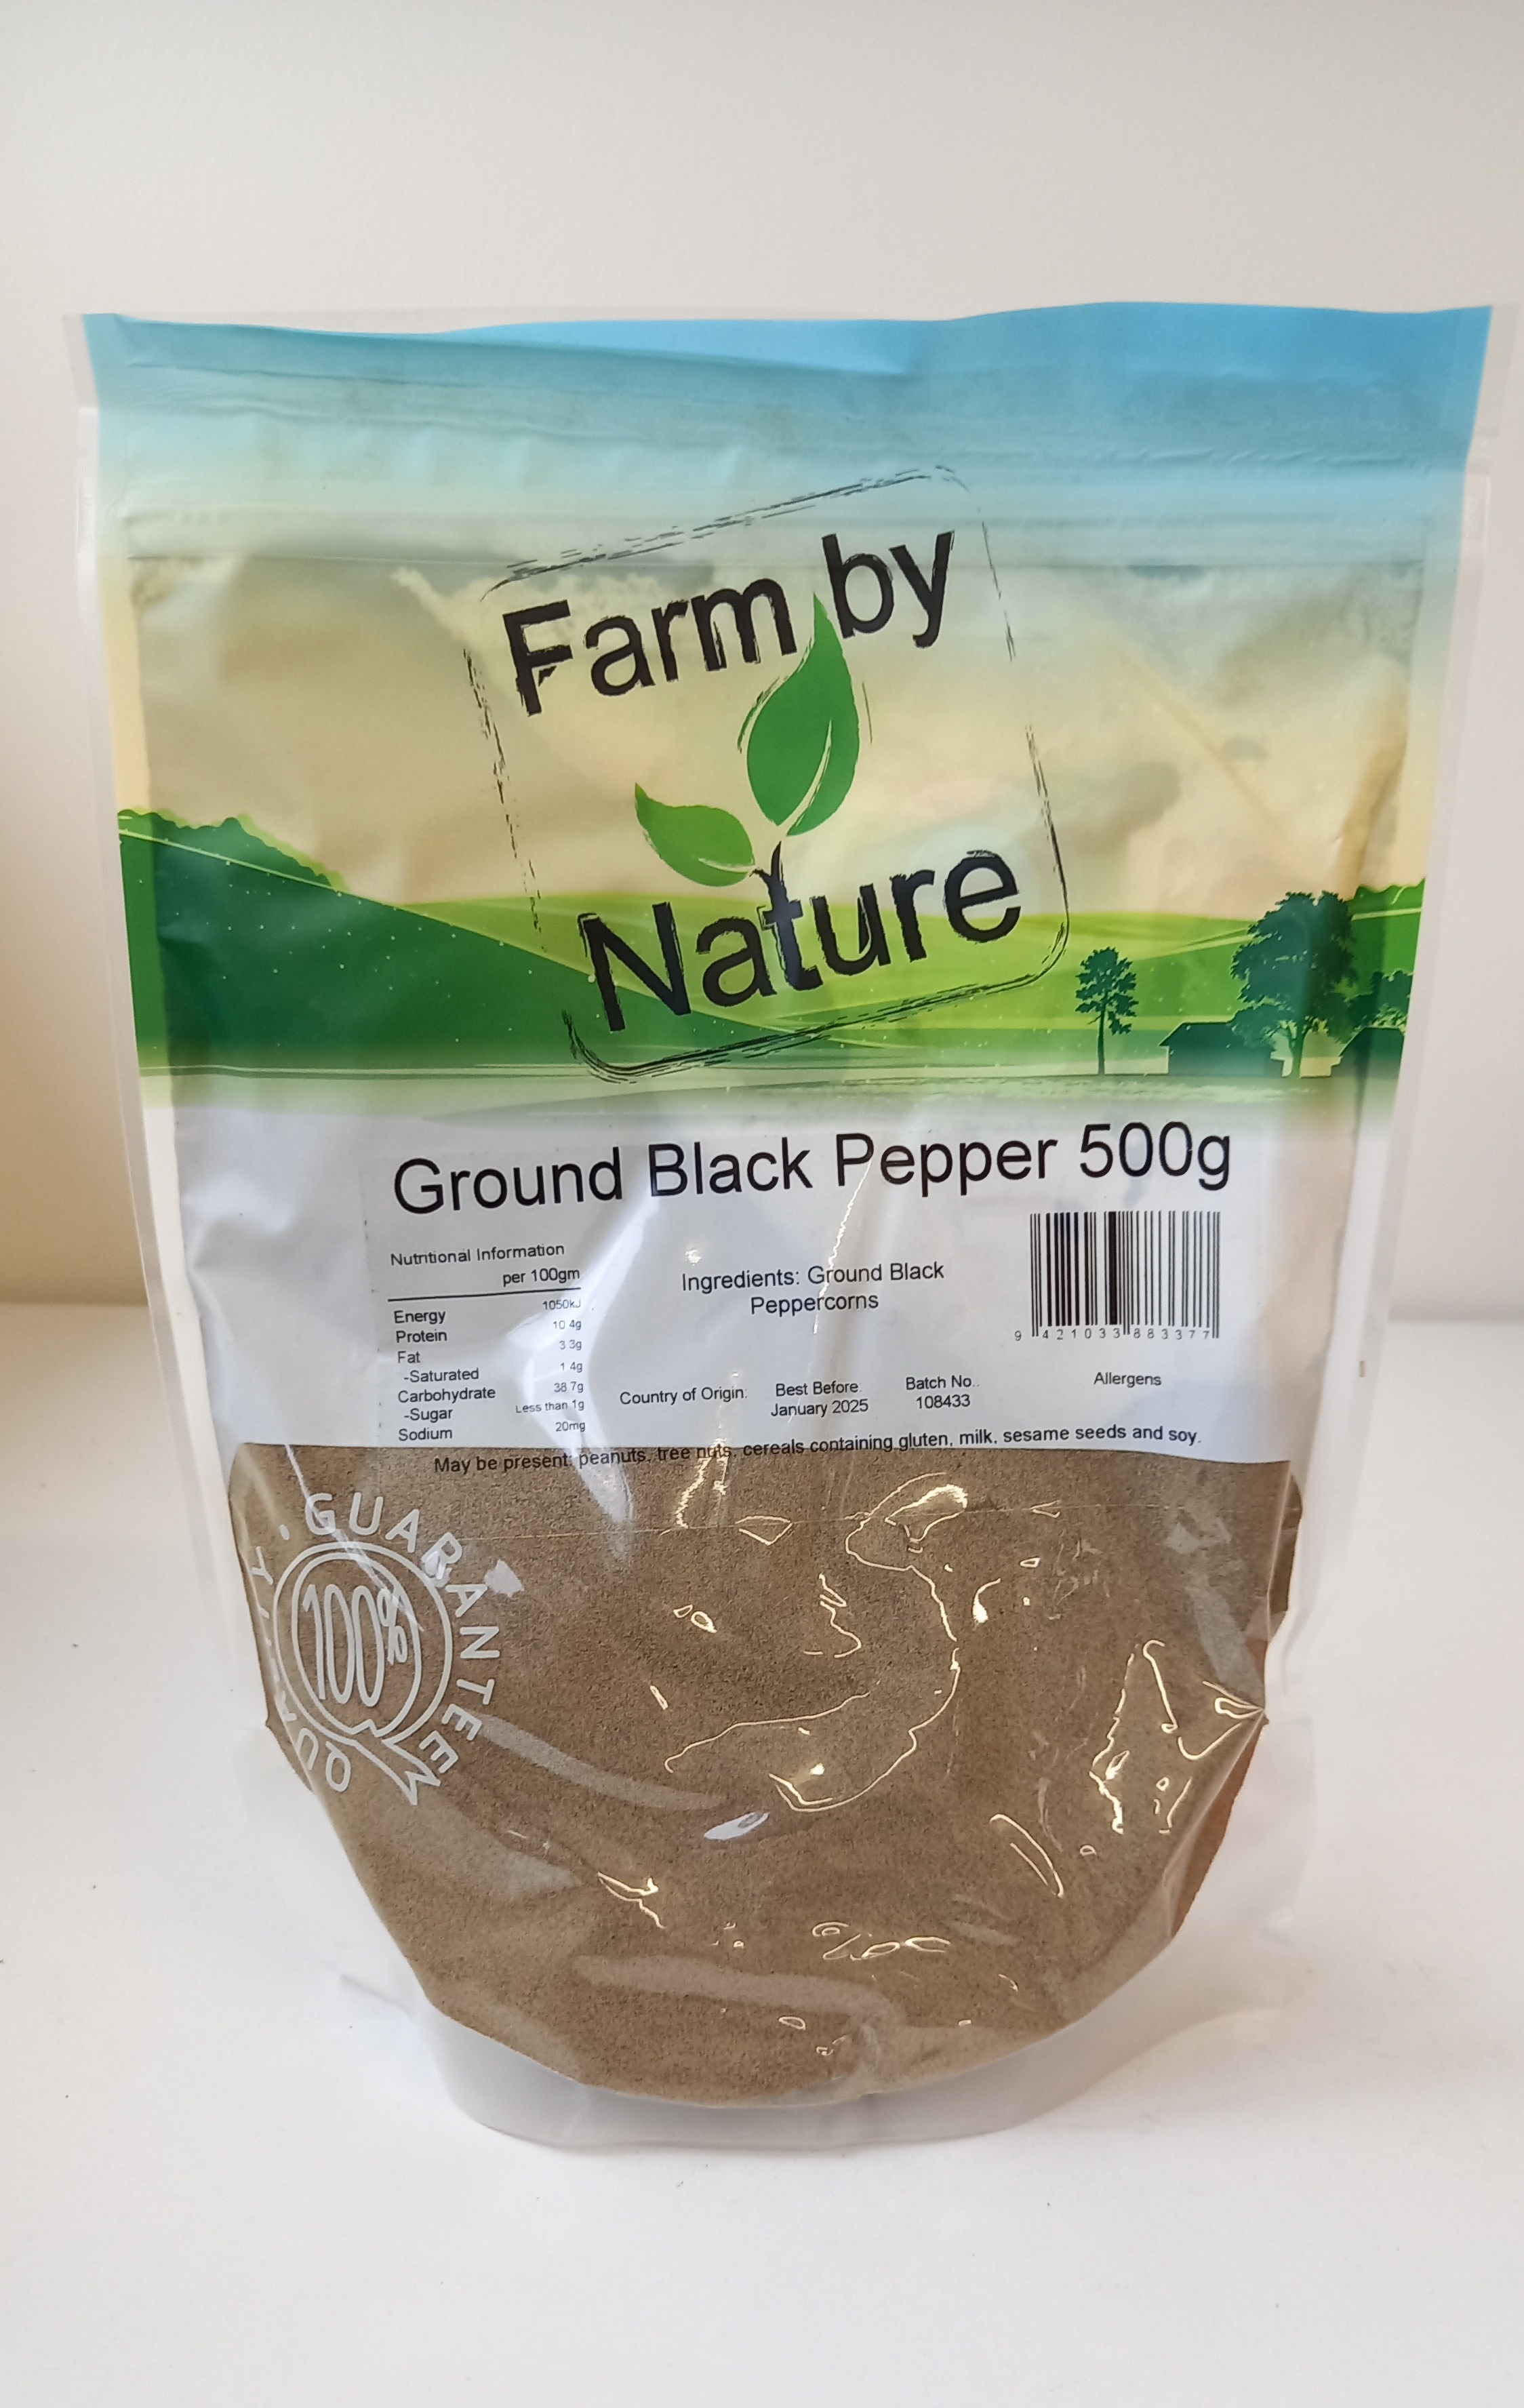 Farm by
Nature
Ground Black Pepper 500g
Nutritional Information
per 100gm
Energy 1050kJ
Protein 10.4g
Fat 3.3g
-Saturated 1.4g
Carbohydrate 38.7g
-Sugar Less than 1g
Sodium 20mg
Ingredients: Ground Black
Peppercorns
9 421033 883377
Country of Origin:
Best Before:
January 2025
Batch No.:
108433
Allergens
May be present: peanuts, tree nuts, cereals containing gluten, milk, sesame seeds and soy.
QUALITY GUARANTEE
100%